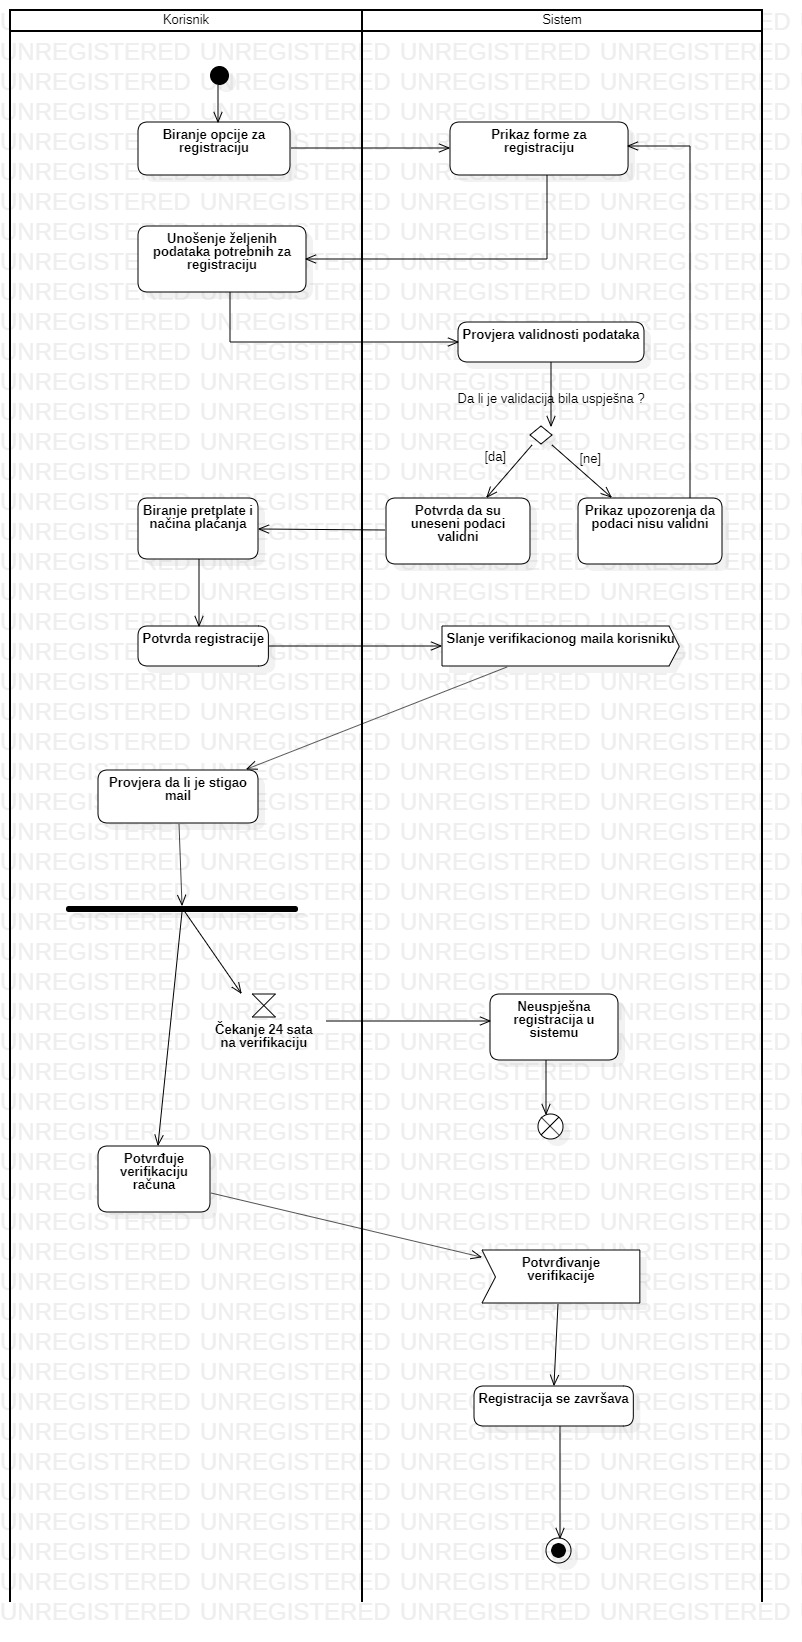 Korisnik
Sistem
Biranje opcije za
registraciju
Prikaz forme za
registraciju
Unošenje željenih
podataka potrebnih za
registraciju
Provjera validnosti podataka
Da li je validacija bila uspješna ?
[da]
[ne]
Biranje pretplate i
načina plaćanja
Potvrda da su
uneseni podaci
validni
Prikaz upozorenja da
podaci nisu validni
Potvrda registracije
Slanje verifikacionog maila korisniku
Provjera da li je stigao
mail
Čekanje 24 sata
na verifikaciju
Neuspješna
registracija u
sistemu
Potvrđuje
verifikaciju
računa
Potvrđivanje
verifikacije
Registracija se završava
UNREGISTERED